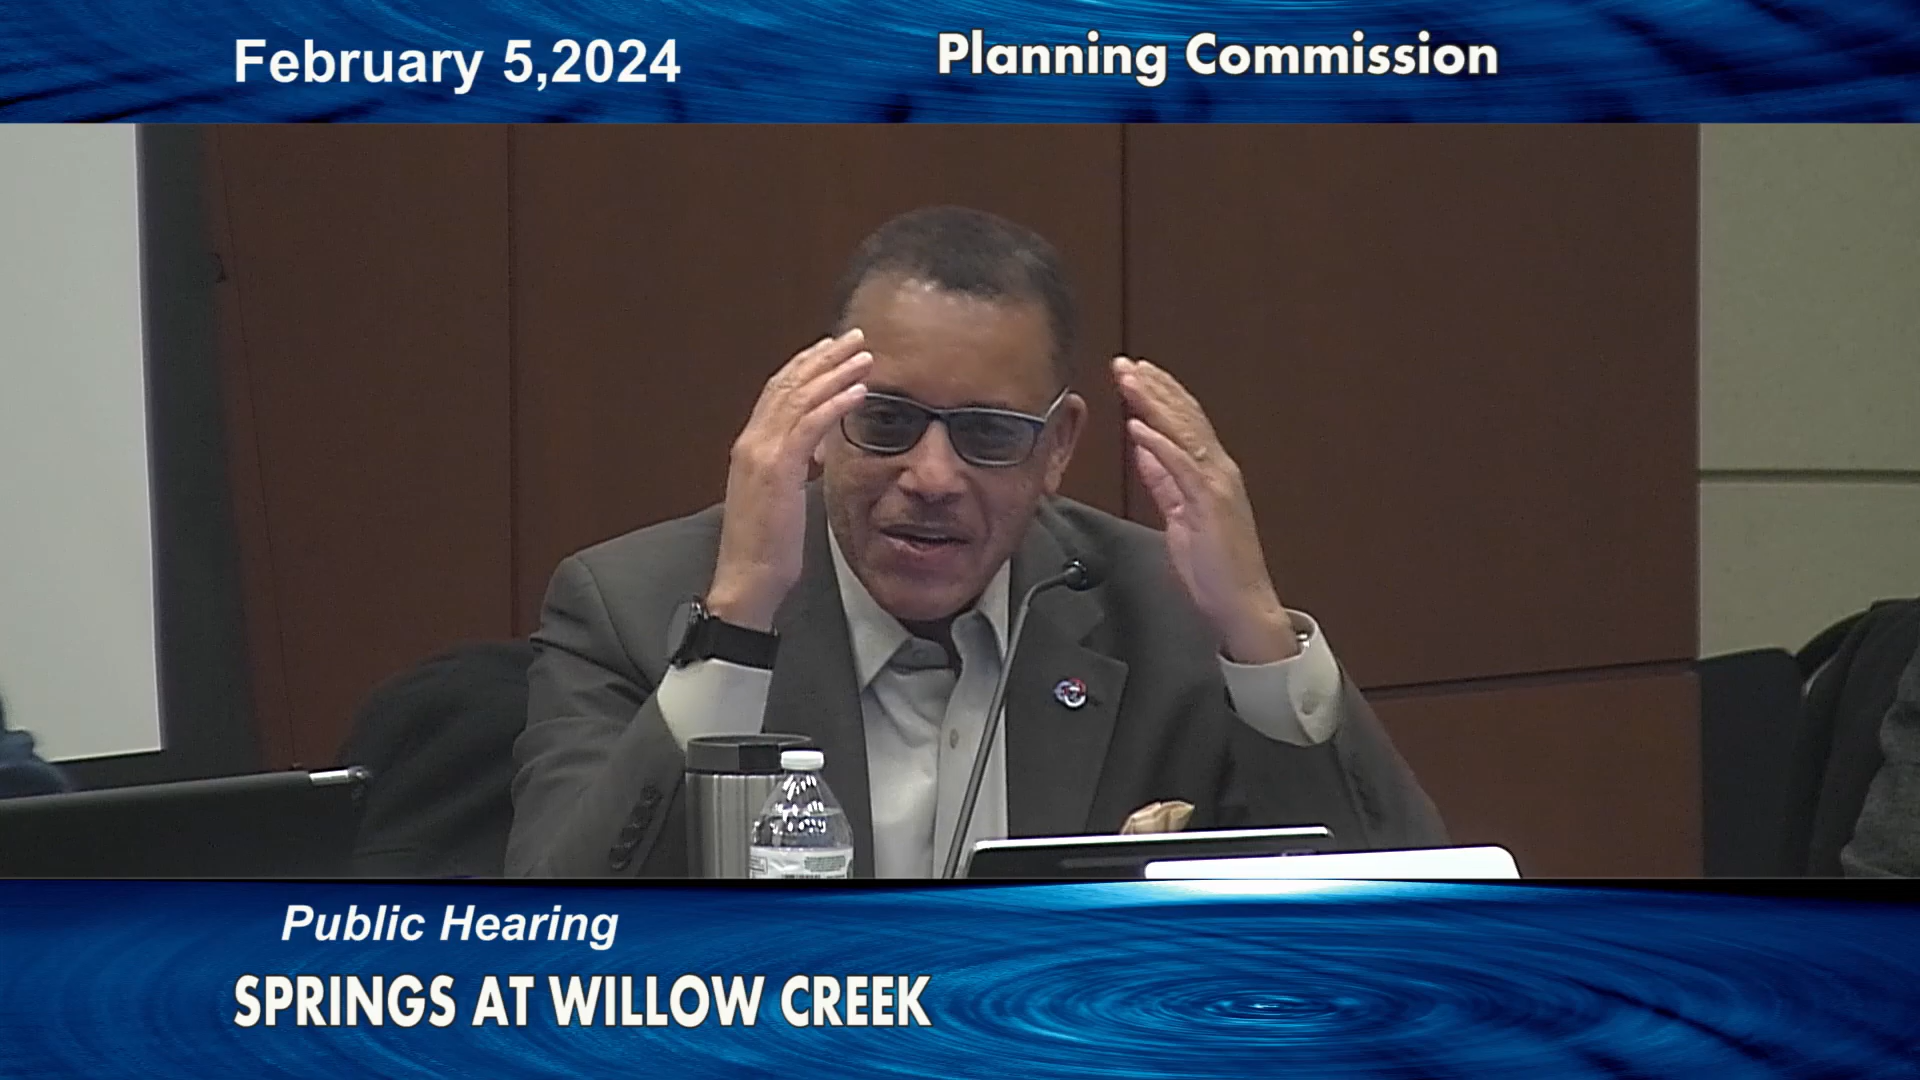 February 5,2024
Planning Commission
Public Hearing
SPRINGS AT WILLOW CREEK